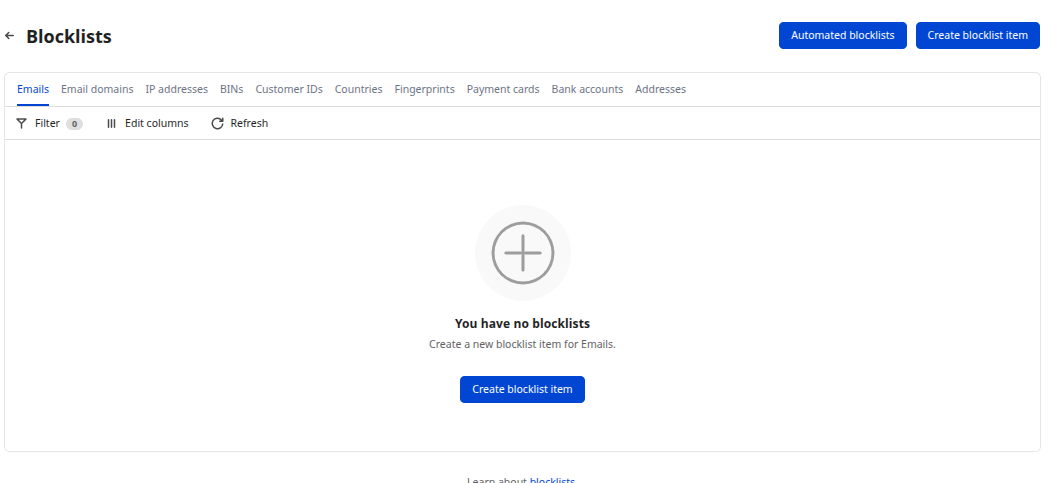 Blocklists
Automated blocklists
Create blocklist item
Emails Email domains IP addresses BINs Customer IDs Countries Fingerprints Payment cards Bank accounts Addresses
Filter 0 Edit columns Refresh
You have no blocklists
Create a new blocklist item for Emails.
Create blocklist item
Learn about blocklists